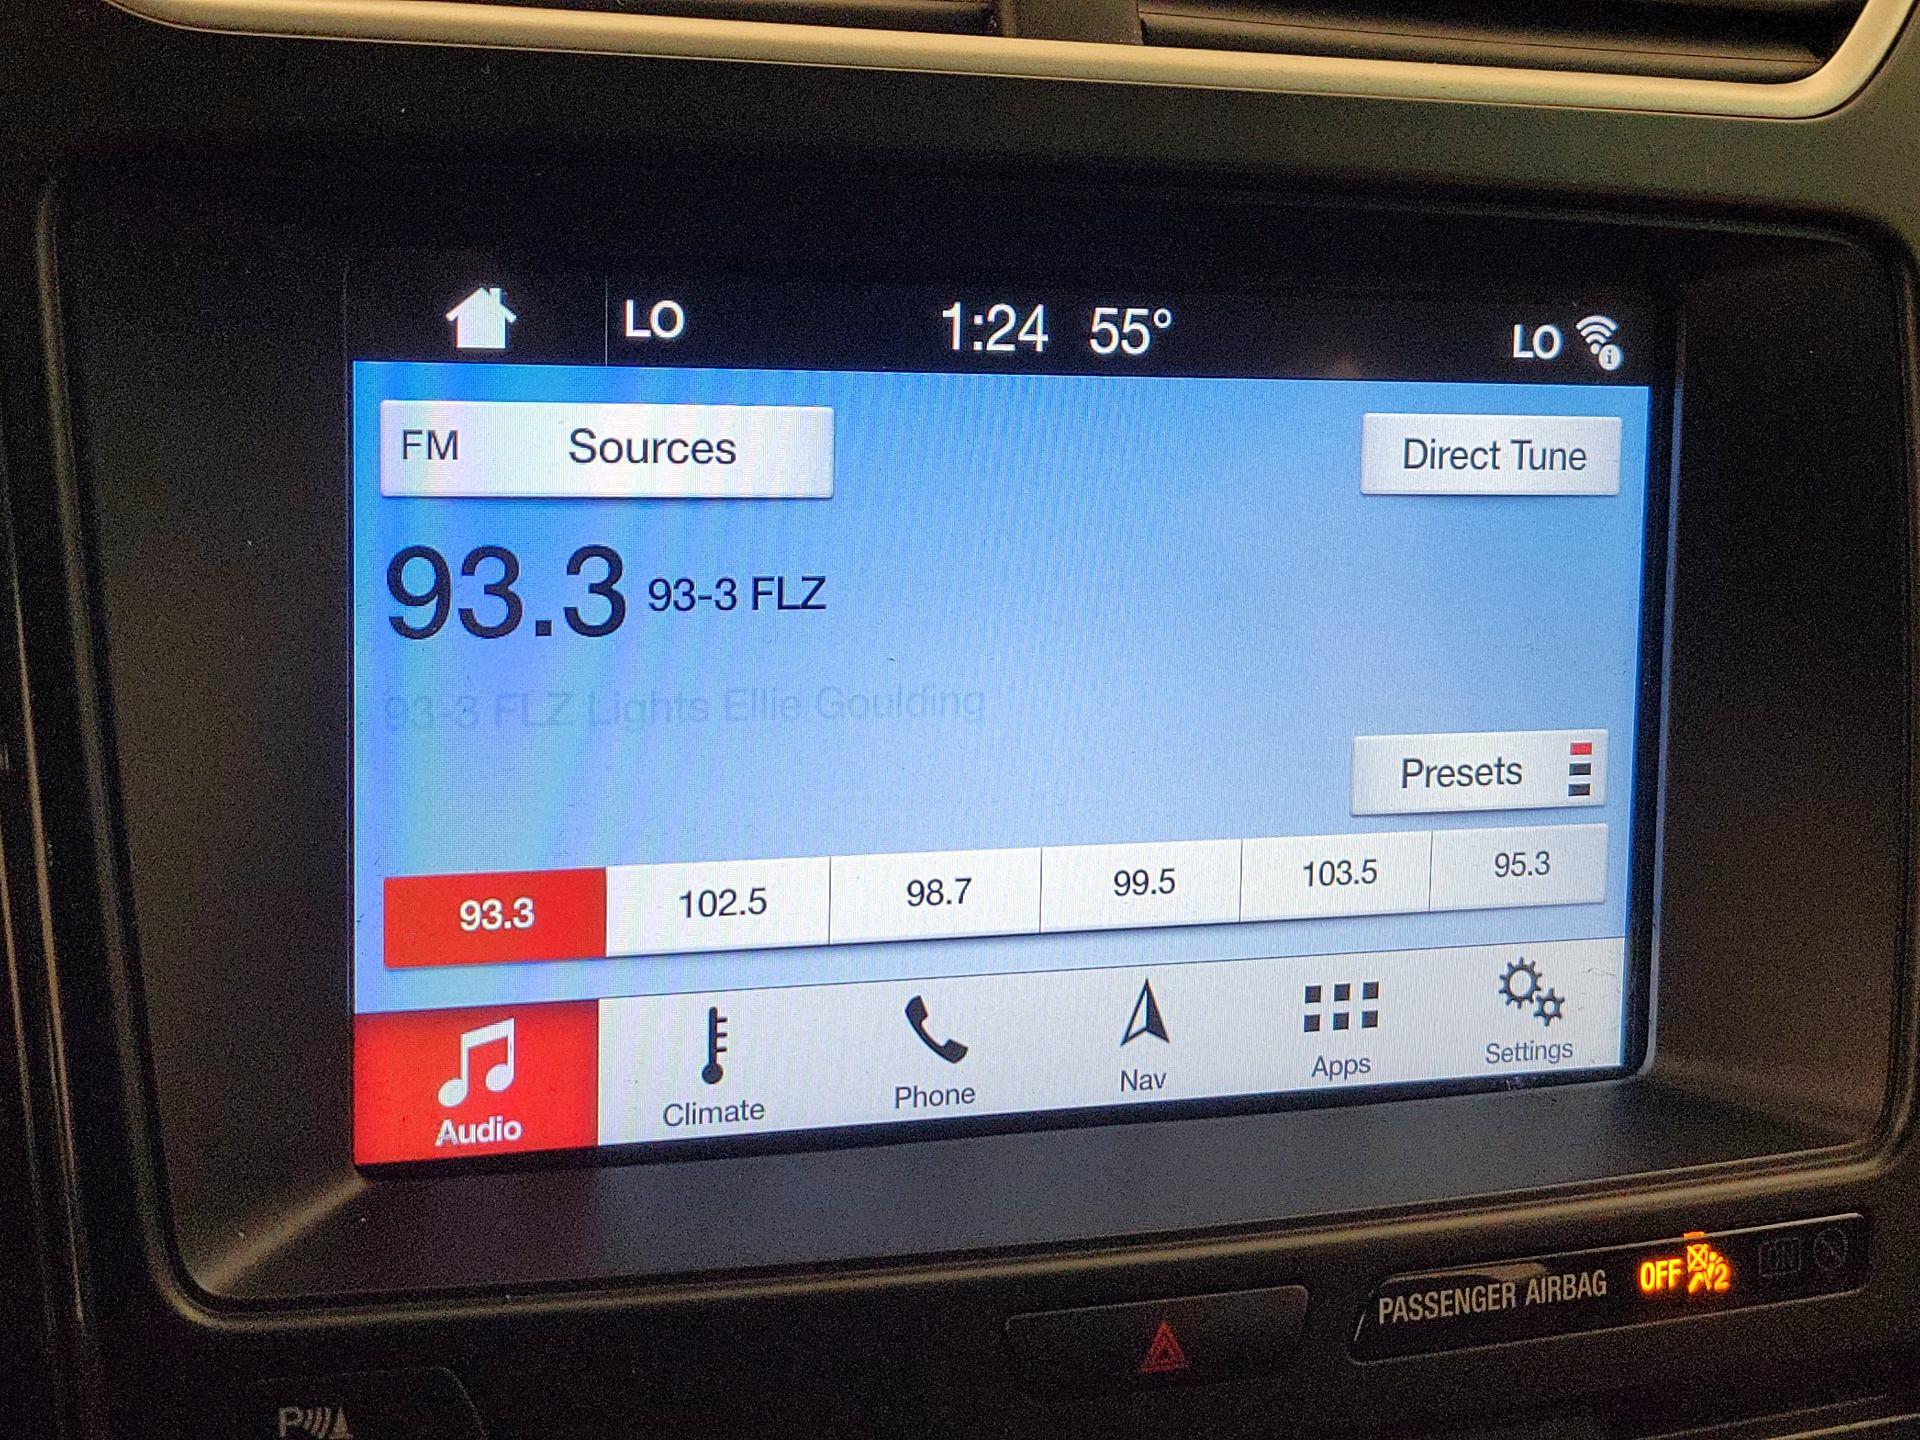 LO 1:24 55° LO
FM Sources Direct Tune
93.3 93-3 FLZ
93-3 FLZ Lights Ellie Goulding
Presets
93.3 102.5 98.7 99.5 103.5 95.3
Audio Climate Phone Nav Apps Settings
PASSENGER AIRBAG OFF 2
P